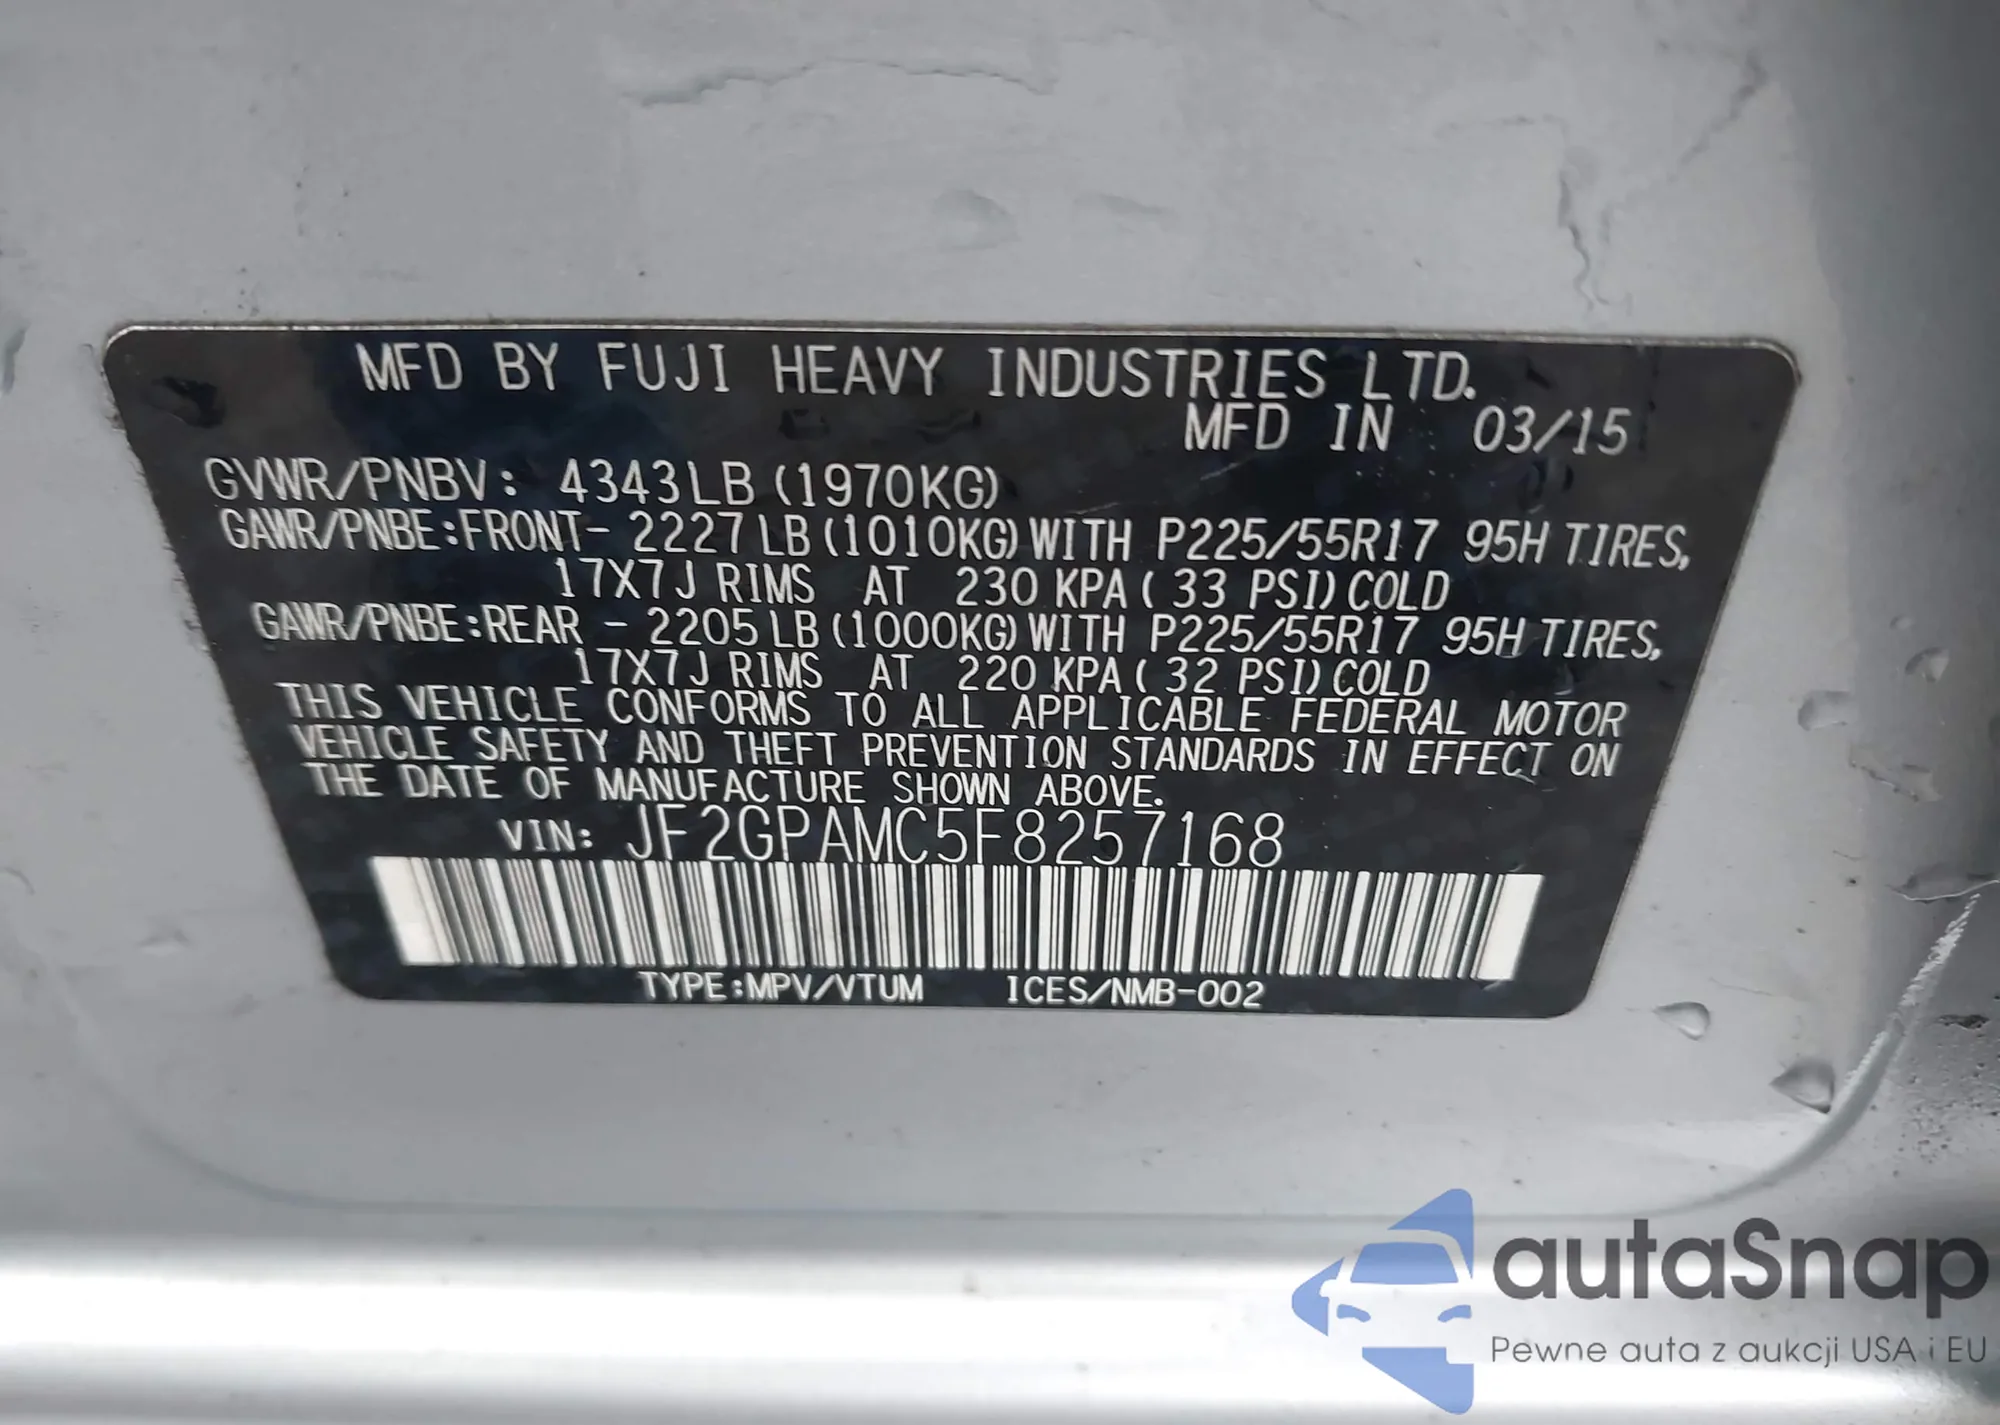 MFD BY FUJI HEAVY INDUSTRIES LTD.
MFD IN 03/15
GVWR/PNBV: 4343LB (1970KG)
GAWR/PNBE:FRONT- 2227LB(1010KG)WITH P225/55R17 95H TIRES,
17X7J RIMS AT 230 KPA( 33 PSI)COLD
GAWR/PNBE:REAR - 2205LB(1000KG)WITH P225/55R17 95H TIRES,
17X7J RIMS AT 220 KPA( 32 PSI)COLD
THIS VEHICLE CONFORMS TO ALL APPLICABLE FEDERAL MOTOR
VEHICLE SAFETY AND THEFT PREVENTION STANDARDS IN EFFECT ON
THE DATE OF MANUFACTURE SHOWN ABOVE.
VIN: JF2GPAMC5F8257168
TYPE:MPV/VTUM ICES/NMB-002
autaSnap
Pewne auta z aukcji USA i EU